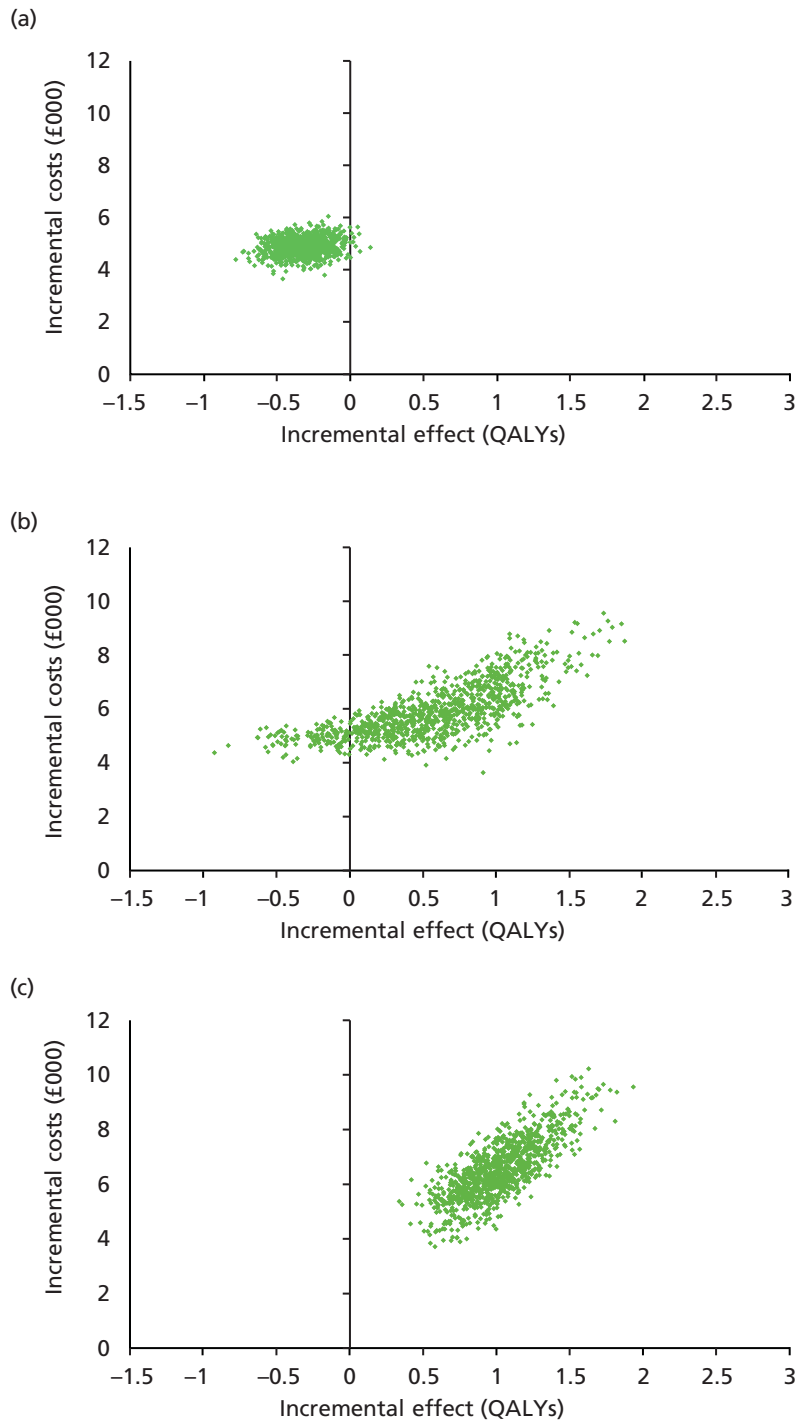 (a)
12
10
8
6
4
2
0
Incremental costs (£000)
–1.5 –1 –0.5 0 0.5 1 1.5 2 2.5 3
Incremental effect (QALYs)
(b)
12
10
8
6
4
2
0
Incremental costs (£000)
–1.5 –1 –0.5 0 0.5 1 1.5 2 2.5 3
Incremental effect (QALYs)
(c)
12
10
8
6
4
2
0
Incremental costs (£000)
–1.5 –1 –0.5 0 0.5 1 1.5 2 2.5 3
Incremental effect (QALYs)